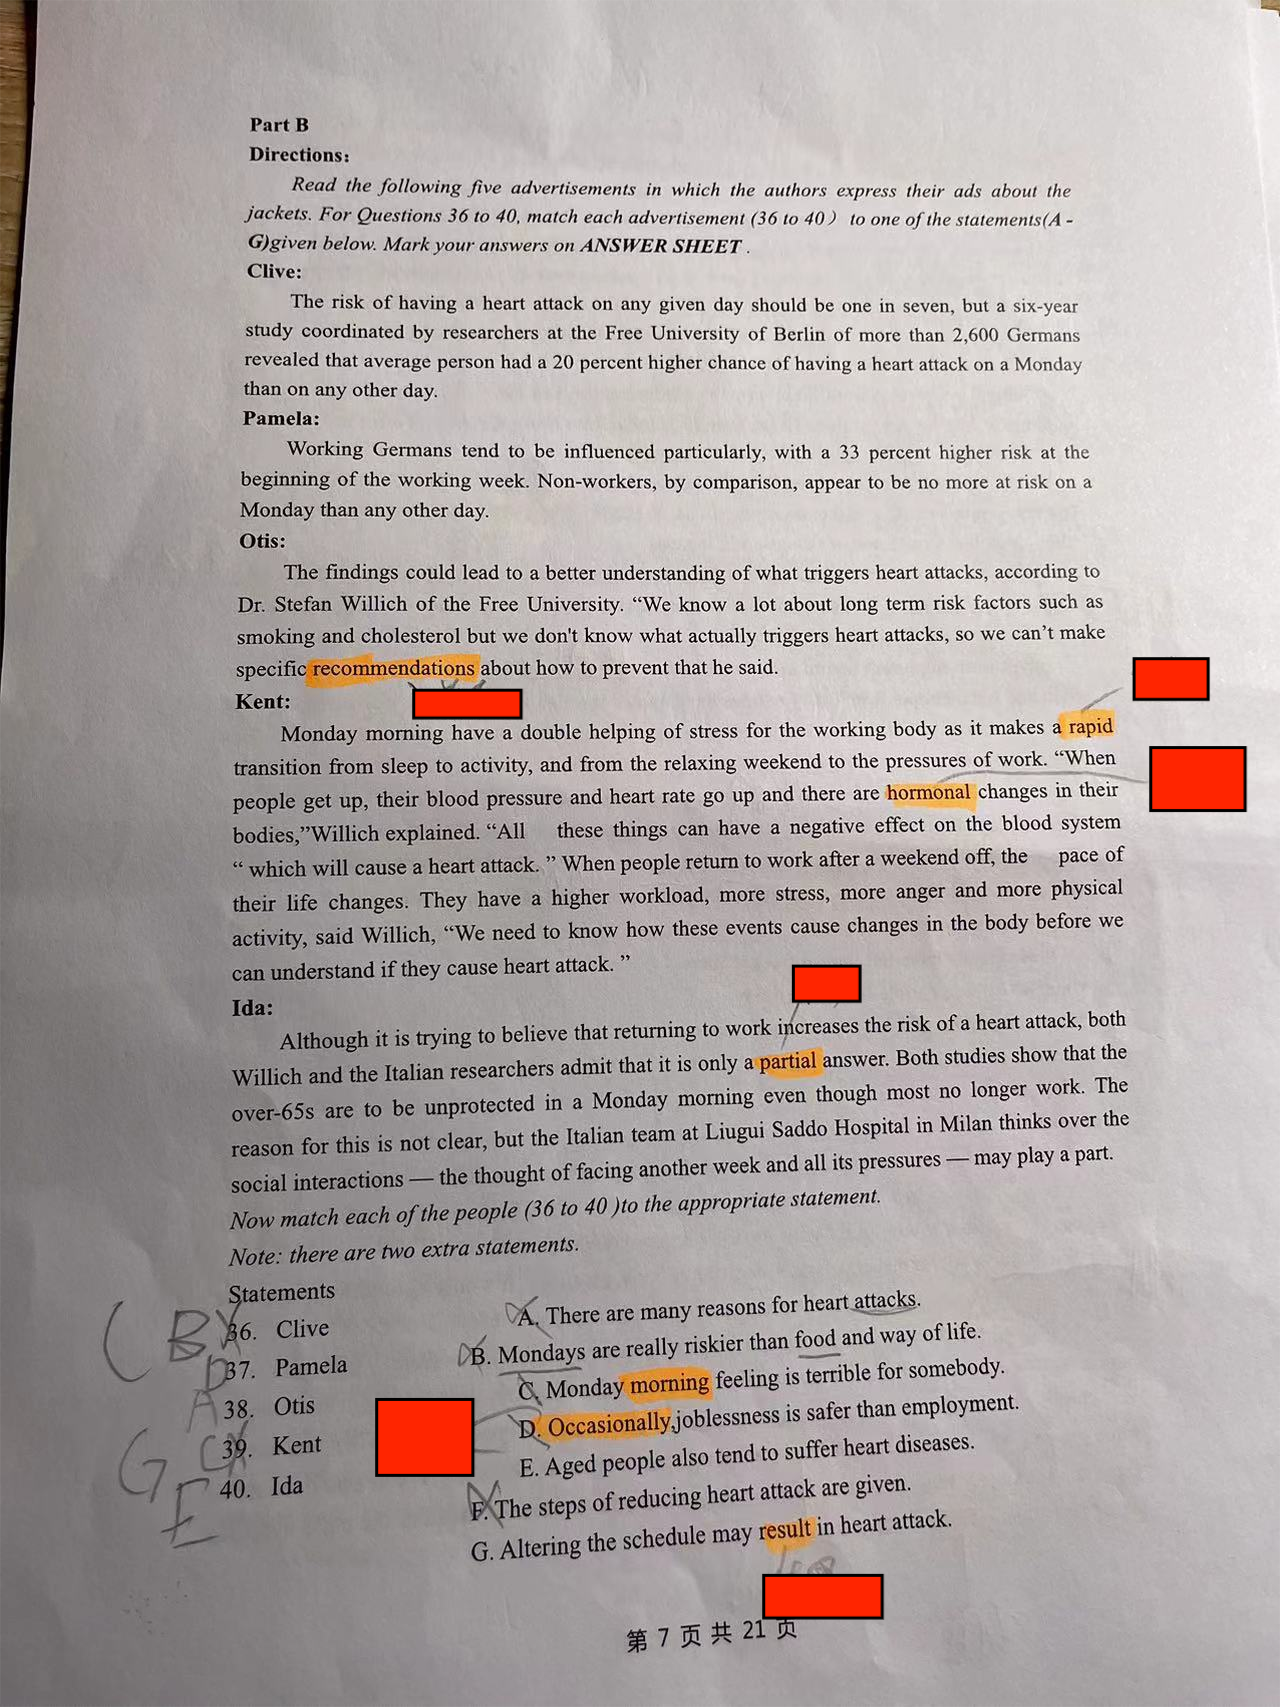 Part B
Directions:
Read the following five advertisements in which the authors express their ads about the
jackets. For Questions 36 to 40, match each advertisement (36 to 40） to one of the statements(A -
G)given below. Mark your answers on ANSWER SHEET .
Clive:
The risk of having a heart attack on any given day should be one in seven, but a six-year
study coordinated by researchers at the Free University of Berlin of more than 2,600 Germans
revealed that average person had a 20 percent higher chance of having a heart attack on a Monday
than on any other day.
Pamela:
Working Germans tend to be influenced particularly, with a 33 percent higher risk at the
beginning of the working week. Non-workers, by comparison, appear to be no more at risk on a
Monday than any other day.
Otis:
The findings could lead to a better understanding of what triggers heart attacks, according to
Dr. Stefan Willich of the Free University. “We know a lot about long term risk factors such as
smoking and cholesterol but we don't know what actually triggers heart attacks, so we can’t make
specific recommendations about how to prevent that he said.
Kent:
Monday morning have a double helping of stress for the working body as it makes a rapid
transition from sleep to activity, and from the relaxing weekend to the pressures of work. “When
people get up, their blood pressure and heart rate go up and there are hormonal changes in their
bodies,”Willich explained. “All these things can have a negative effect on the blood system
“ which will cause a heart attack. ” When people return to work after a weekend off, the pace of
their life changes. They have a higher workload, more stress, more anger and more physical
activity, said Willich, “We need to know how these events cause changes in the body before we
can understand if they cause heart attack. ”
Ida:
Although it is trying to believe that returning to work increases the risk of a heart attack, both
Willich and the Italian researchers admit that it is only a partial answer. Both studies show that the
over-65s are to be unprotected in a Monday morning even though most no longer work. The
reason for this is not clear, but the Italian team at Liugui Saddo Hospital in Milan thinks over the
social interactions — the thought of facing another week and all its pressures — may play a part.
Now match each of the people (36 to 40 )to the appropriate statement.
Note: there are two extra statements.
Statements
A. There are many reasons for heart attacks.
B 36. Clive
B. Mondays are really riskier than food and way of life.
D 37. Pamela
C. Monday morning feeling is terrible for somebody.
A 38. Otis
D. Occasionally,joblessness is safer than employment.
G C 39. Kent
E. Aged people also tend to suffer heart diseases.
E 40. Ida
F. The steps of reducing heart attack are given.
G. Altering the schedule may result in heart attack.
第 7 页 共 21 页